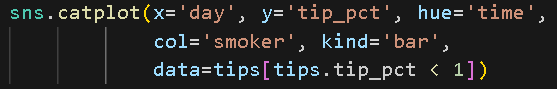 sns.catplot(x='day', y='tip_pct', hue='time',
col='smoker', kind='bar',
data=tips[tips.tip_pct < 1])